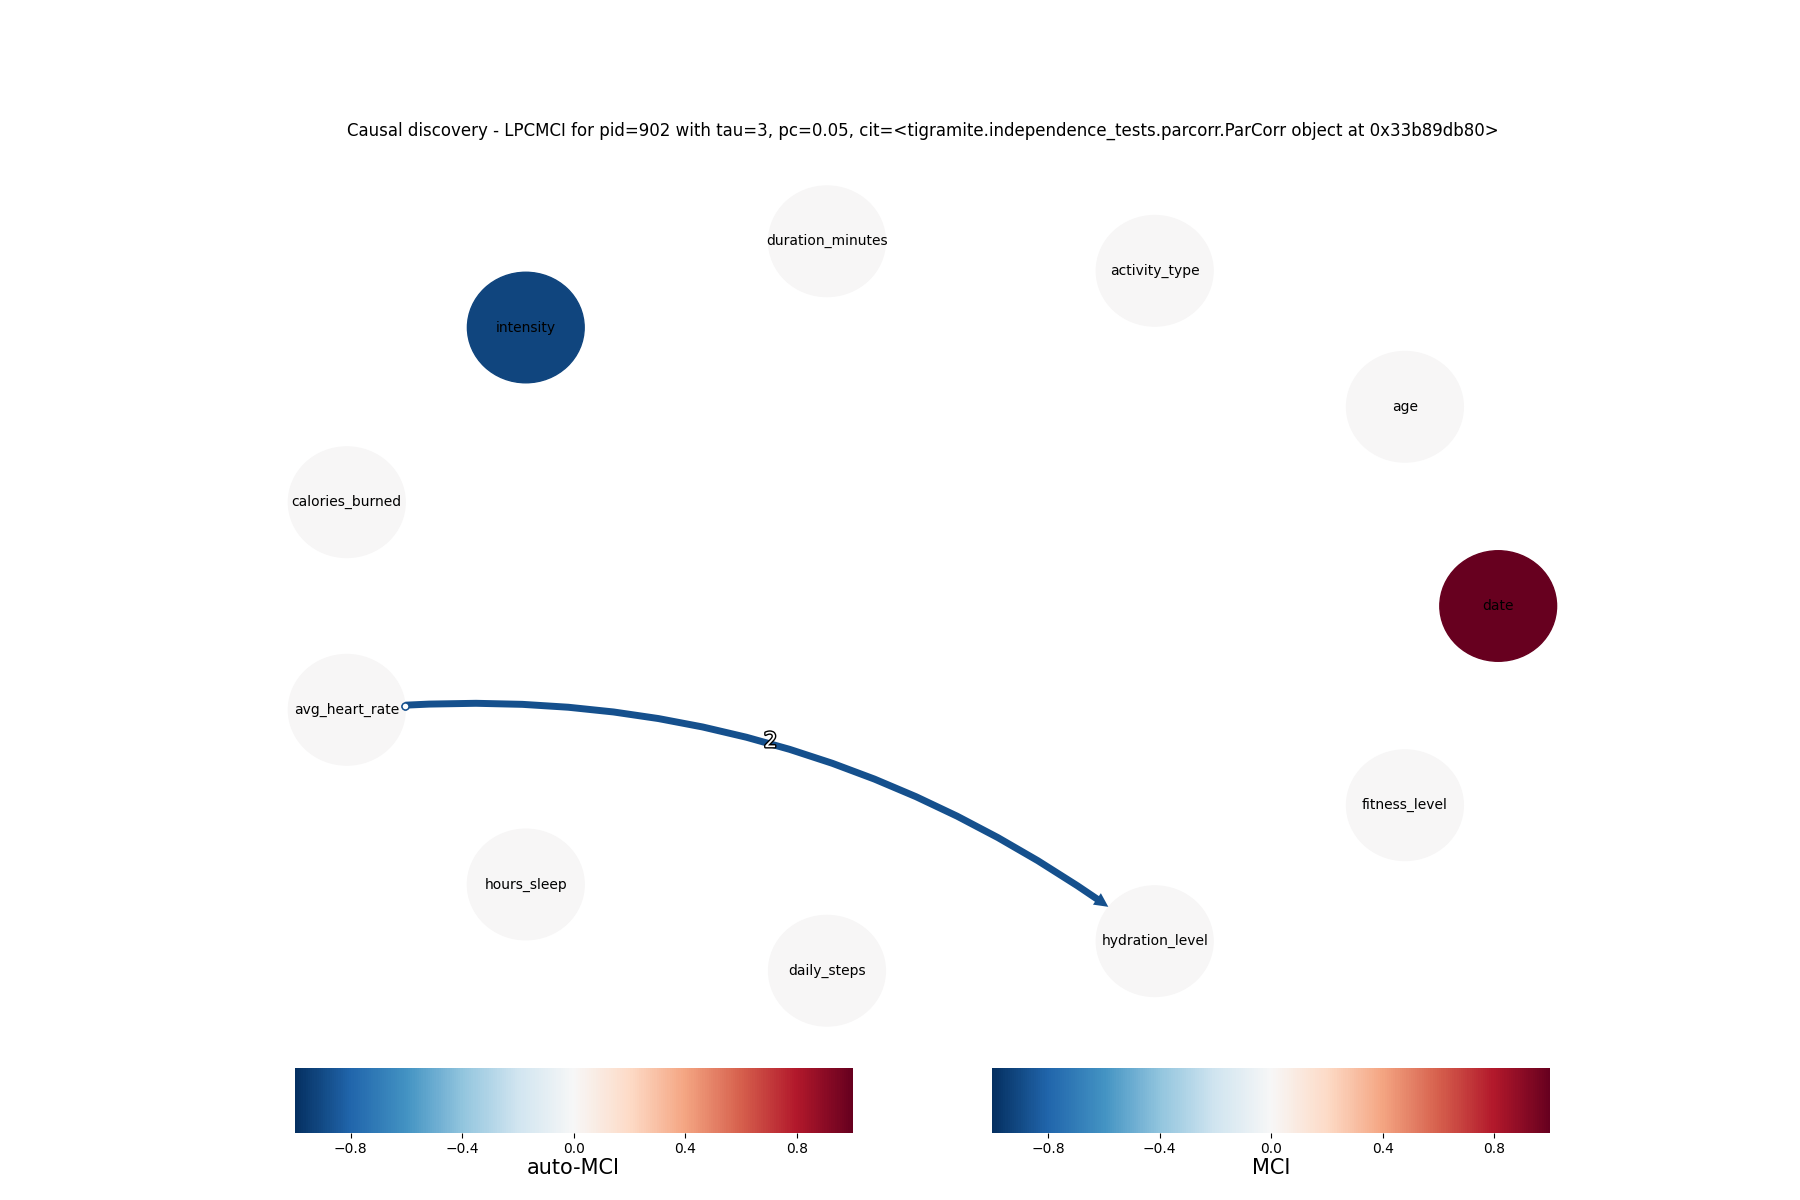 Causal discovery - LPCMCI for pid=902 with tau=3, pc=0.05, cit=<tigramite.independence_tests.parcorr.ParCorr object at 0x33b89db80>
duration_minutes
activity_type
intensity
age
calories_burned
date
avg_heart_rate
2
fitness_level
hours_sleep
hydration_level
daily_steps
−0.8 −0.4 0.0 0.4 0.8
auto-MCI
−0.8 −0.4 0.0 0.4 0.8
MCI